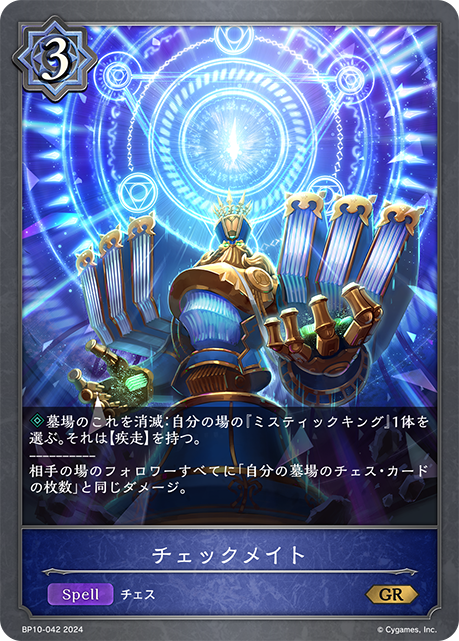 3
墓場のこれを消滅:自分の場の『ミスティックキング』1体を
選ぶ。それは【疾走】を持つ。
----------
相手の場のフォロワーすべてに「自分の墓場のチェス・カード
の枚数」と同じダメージ。
チェックメイト
Spell チェス GR
BP10-042 2024 © Cygames, Inc.